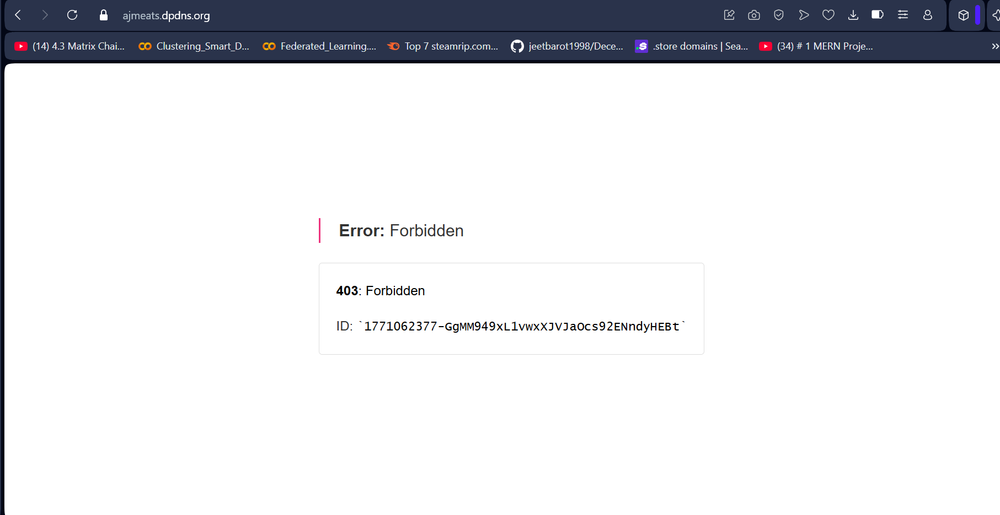 ajmeats.dpdns.org
(14) 4.3 Matrix Chai...
Clustering_Smart_D...
Federated_Learning....
Top 7 steamrip.com...
jeetbarot1998/Dece...
.store domains | Sea...
(34) # 1 MERN Proje...
Error: Forbidden
403: Forbidden
ID: `1771062377-GgMM949xL1vwxXJVJaOcs92ENndyHEBt`